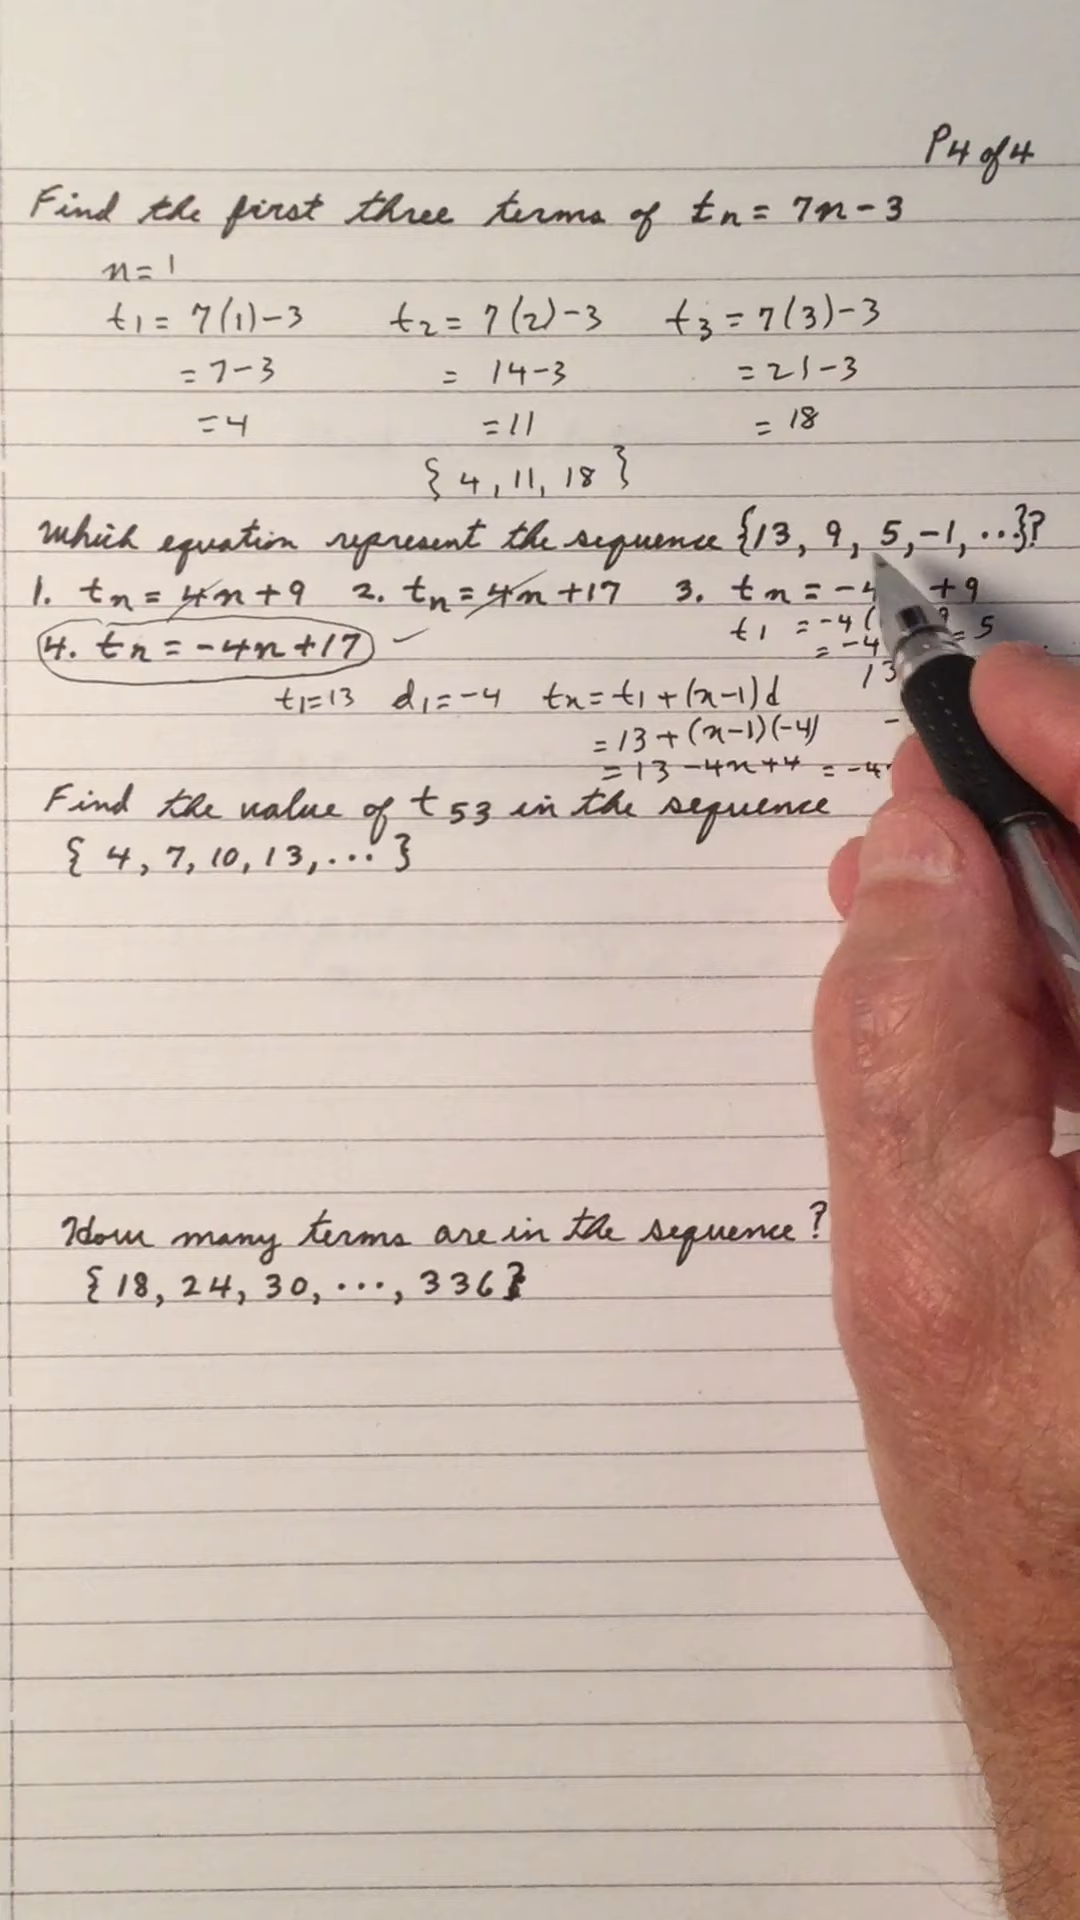 P4 of 4
Find the first three terms of tn = 7n-3
n=1
t1 = 7(1)-3 t2 = 7(2)-3 t3 = 7(3)-3
=7-3 = 14-3 =21-3
=4 =11 = 18
{ 4, 11, 18 }
Which equation represent the sequence {13, 9, 5, -1, ...}?
1. tn = 4n+9 2. tn = 4n+17 3. tn = -4 +9
t1 = -4( 9
4. tn = -4n+17 ✓ = -4 = 5
13
t1=13 d1=-4 tn = t1 + (n-1)d
= 13 + (n-1)(-4) -
= 13 -4n+4 = -4
Find the value of t53 in the sequence
{ 4, 7, 10, 13, ... }
How many terms are in the sequence?
{ 18, 24, 30, ..., 336}